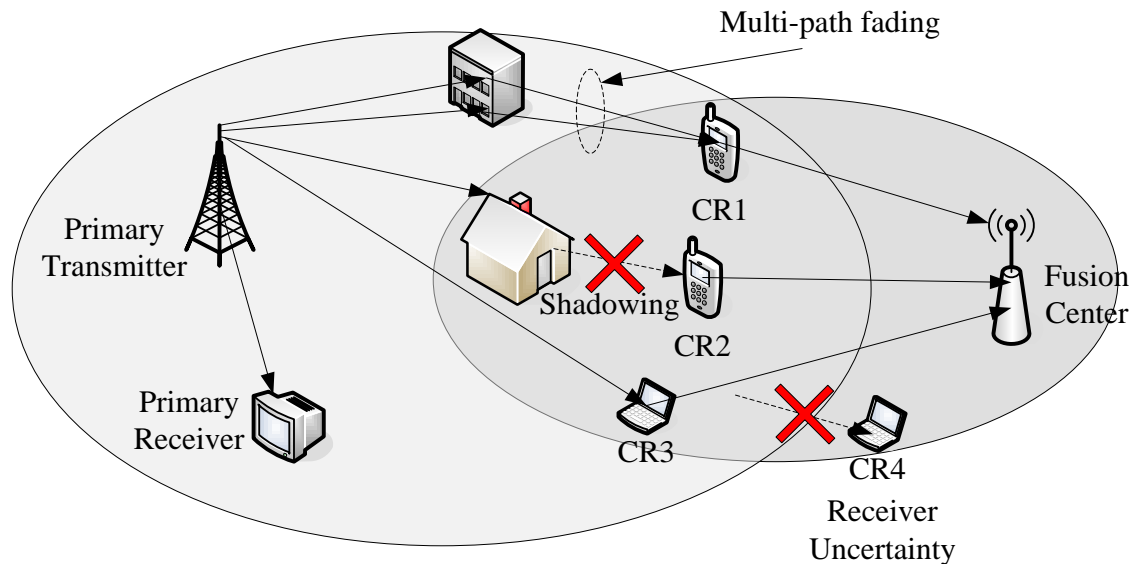 Multi-path fading
CR1
Primary
Transmitter
Shadowing
CR2
Fusion
Center
Primary
Receiver
CR3
CR4
Receiver
Uncertainty